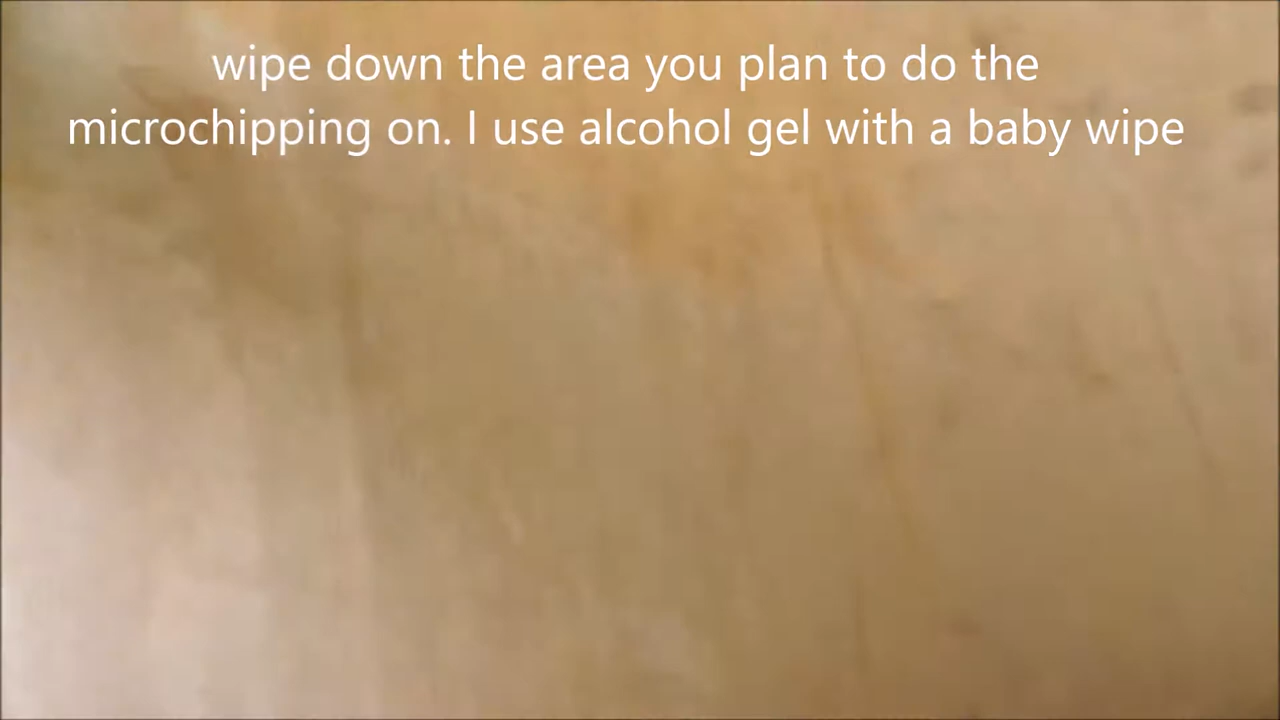 wipe down the area you plan to do the
microchipping on. I use alcohol gel with a baby wipe